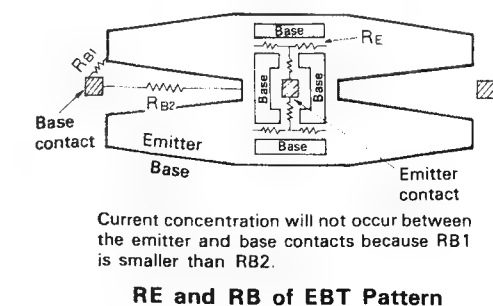 Base
RE
RB1
Base
Base
RB2
Base contact
Base
Emitter
Base
Emitter contact
Current concentration will not occur between
the emitter and base contacts because RB1
is smaller than RB2.
RE and RB of EBT Pattern